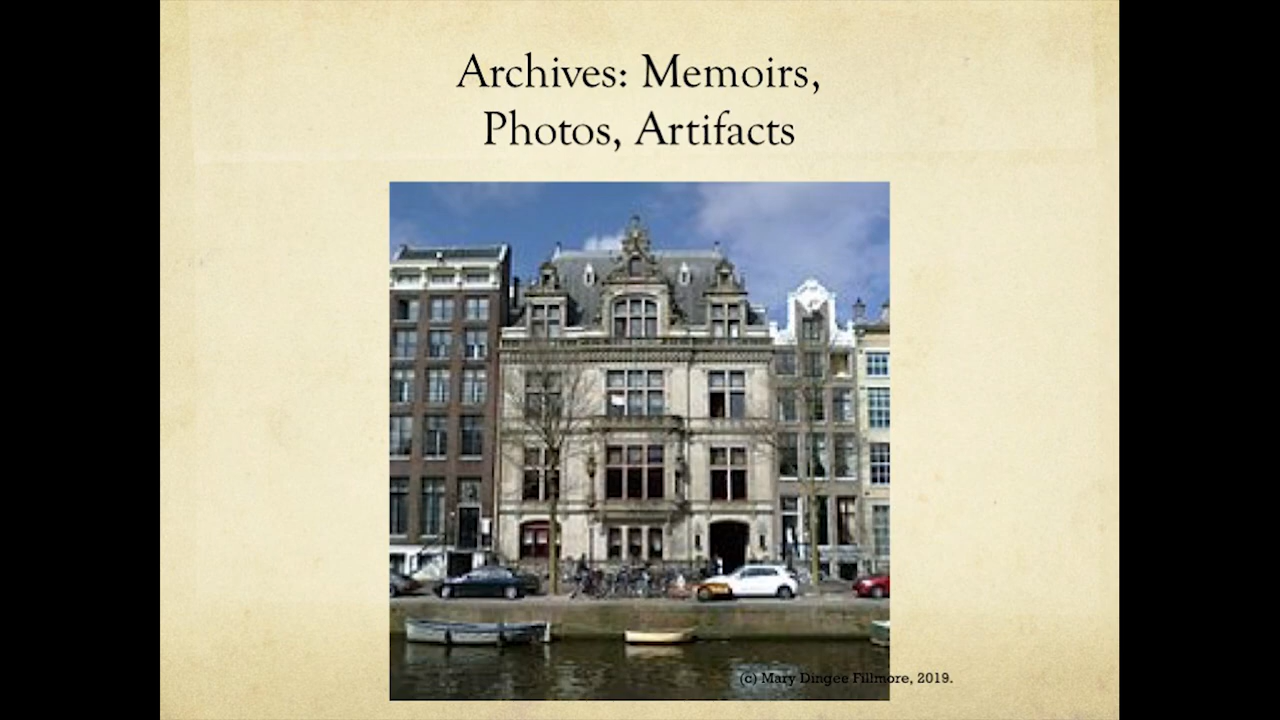 Archives: Memoirs,
Photos, Artifacts
(c) Mary Dingee Fillmore, 2019.